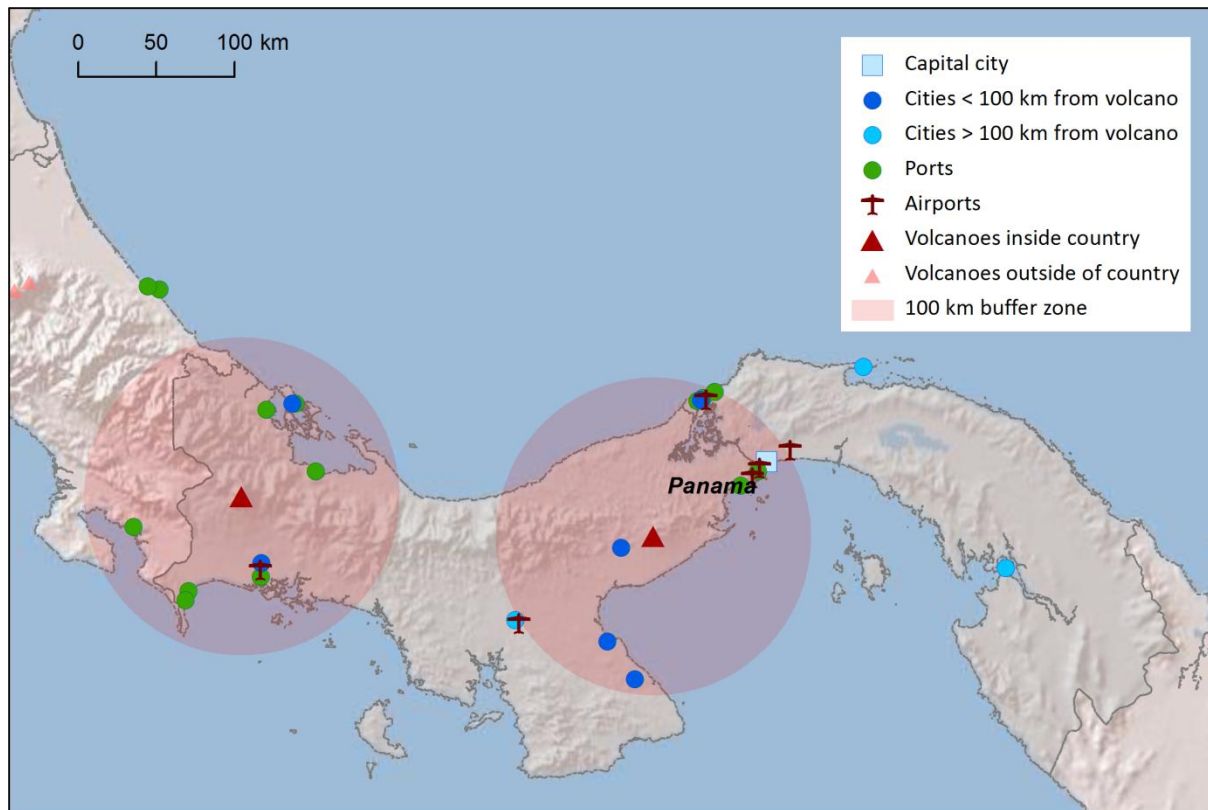 0 50 100 km
Capital city
Cities < 100 km from volcano
Cities > 100 km from volcano
Ports
Airports
Volcanoes inside country
Volcanoes outside of country
100 km buffer zone
Panama